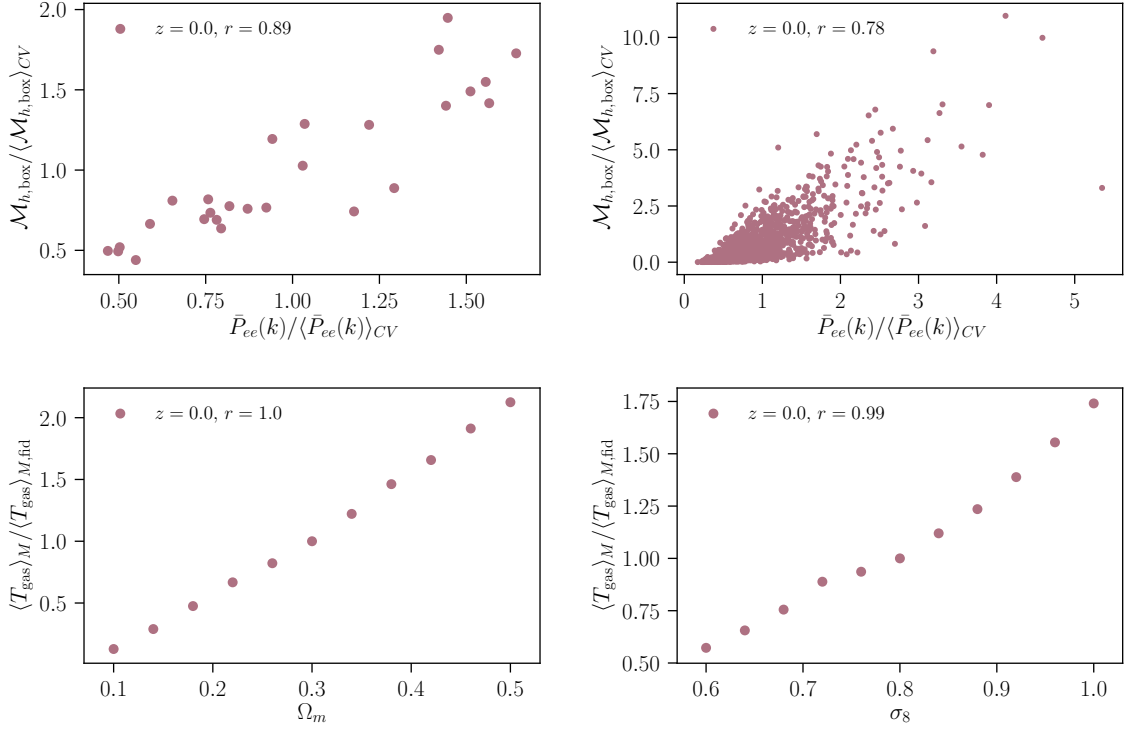 z = 0.0, r = 0.89
2.0
1.5
1.0
0.5
0.50 0.75 1.00 1.25 1.50
P̄_{ee}(k)/⟨P̄_{ee}(k)⟩_{CV}
ℳ_{h,box}/⟨ℳ_{h,box}⟩_{CV}
z = 0.0, r = 0.78
10.0
7.5
5.0
2.5
0.0
0 1 2 3 4 5
P̄_{ee}(k)/⟨P̄_{ee}(k)⟩_{CV}
ℳ_{h,box}/⟨ℳ_{h,box}⟩_{CV}
z = 0.0, r = 1.0
2.0
1.5
1.0
0.5
0.1 0.2 0.3 0.4 0.5
Ω_m
⟨T_{gas}⟩_M/⟨T_{gas}⟩_{M,fid}
z = 0.0, r = 0.99
1.75
1.50
1.25
1.00
0.75
0.50
0.6 0.7 0.8 0.9 1.0
σ_8
⟨T_{gas}⟩_M/⟨T_{gas}⟩_{M,fid}